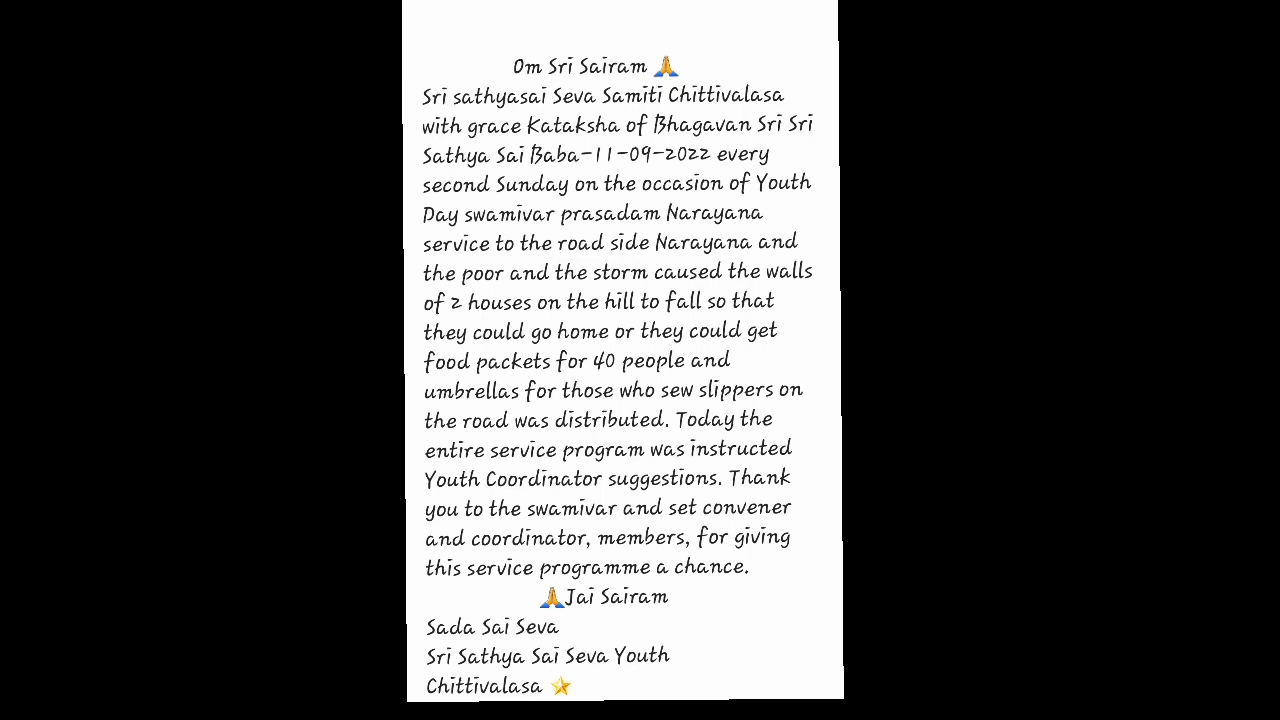 Om Sri Sairam 🙏
Sri sathyasai Seva Samiti Chittivalasa
with grace Kataksha of Bhagavan Sri Sri
Sathya Sai Baba-11-09-2022 every
second Sunday on the occasion of Youth
Day swamivar prasadam Narayana
service to the road side Narayana and
the poor and the storm caused the walls
of 2 houses on the hill to fall so that
they could go home or they could get
food packets for 40 people and
umbrellas for those who sew slippers on
the road was distributed. Today the
entire service program was instructed
Youth Coordinator suggestions. Thank
you to the swamivar and set convener
and coordinator, members, for giving
this service programme a chance.
🙏Jai Sairam
Sada Sai Seva
Sri Sathya Sai Seva Youth
Chittivalasa ⭐